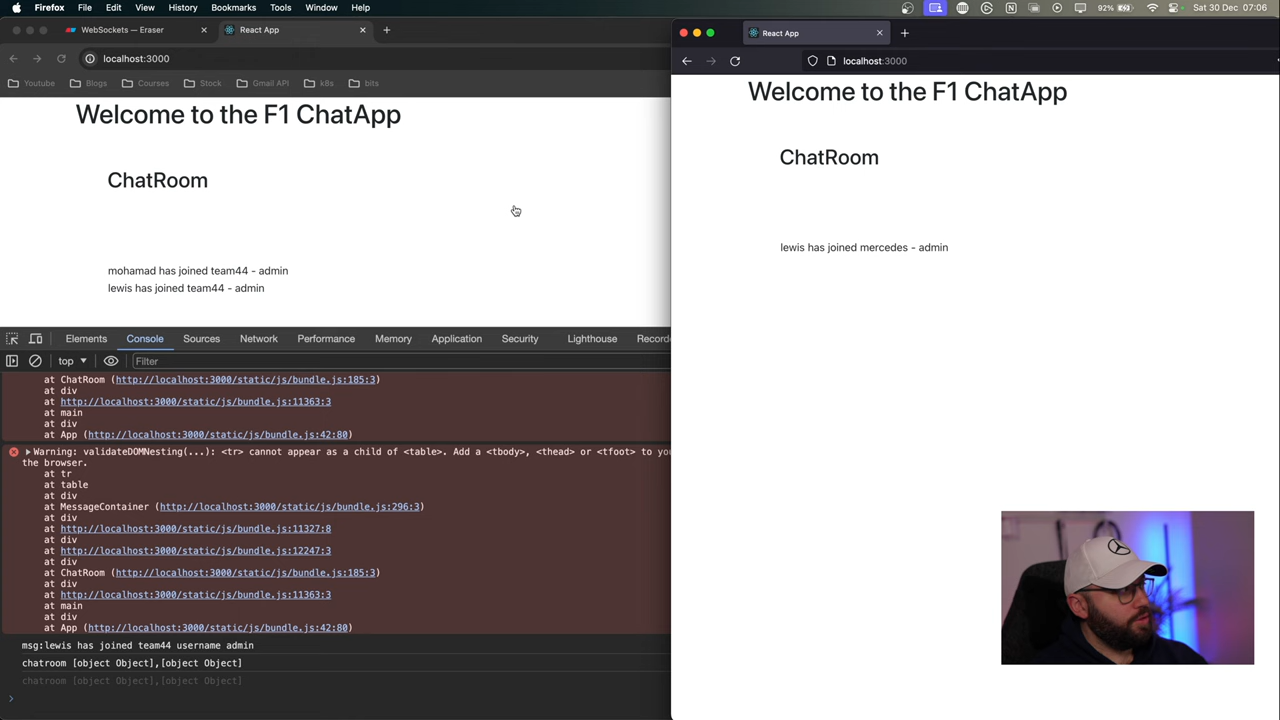 Firefox File Edit View History Bookmarks Tools Window Help 92% Sat 30 Dec 07:06
WebSockets — Eraser
React App
localhost:3000
Youtube Blogs Courses Stock Gmail API k8s bits
Welcome to the F1 ChatApp
ChatRoom
mohamad has joined team44 - admin
lewis has joined team44 - admin
Elements Console Sources Network Performance Memory Application Security Lighthouse Record
top Filter
at ChatRoom (http://localhost:3000/static/js/bundle.js:185:3)
at div
http://localhost:3000/static/js/bundle.js:11363:3
at main
at div
at App (http://localhost:3000/static/js/bundle.js:42:80)
Warning: validateDOMNesting(...): <tr> cannot appear as a child of <table>. Add a <tbody>, <thead> or <tfoot> to yo
the browser.
at tr
at table
at div
at MessageContainer (http://localhost:3000/static/js/bundle.js:296:3)
at div
at http://localhost:3000/static/js/bundle.js:11327:8
at div
at http://localhost:3000/static/js/bundle.js:12247:3
at div
at ChatRoom (http://localhost:3000/static/js/bundle.js:185:3)
at div
at http://localhost:3000/static/js/bundle.js:11363:3
at main
at div
at App (http://localhost:3000/static/js/bundle.js:42:80)
msg:lewis has joined team44 username admin
chatroom [object Object],[object Object]
chatroom [object Object],[object Object]
React App
localhost:3000
Welcome to the F1 ChatApp
ChatRoom
lewis has joined mercedes - admin